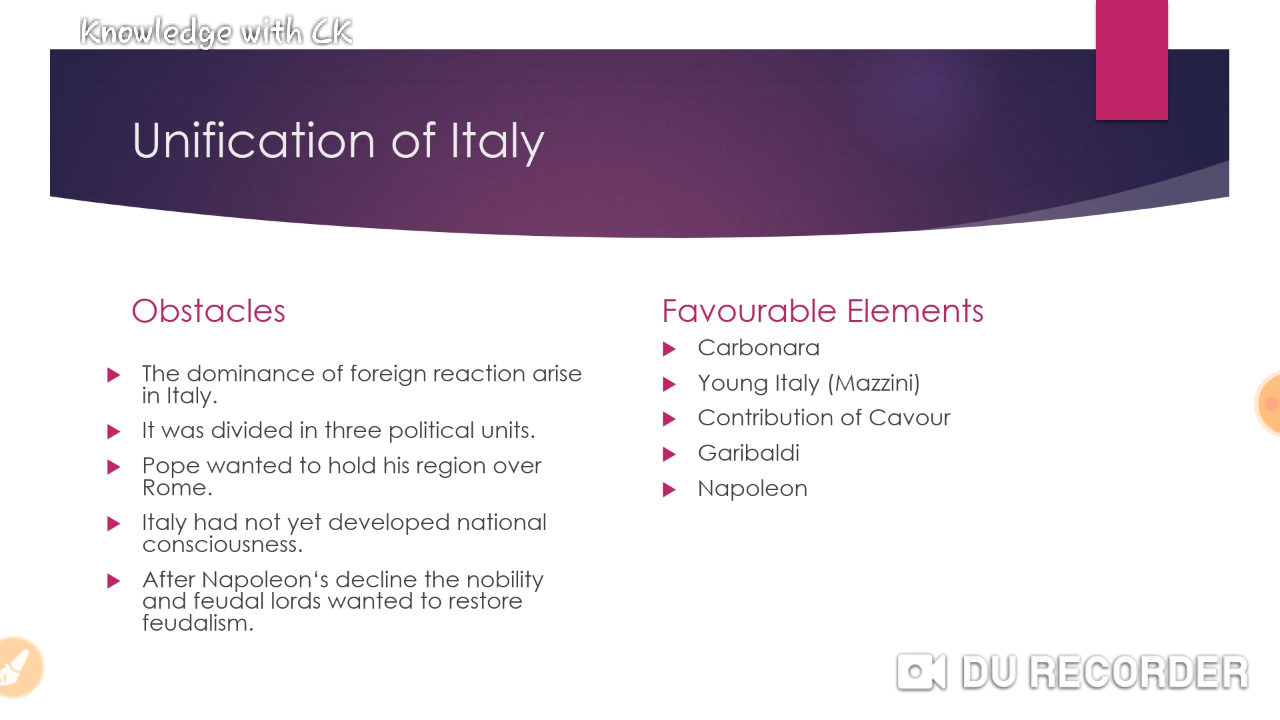 Knowledge with CK
Unification of Italy
Obstacles
The dominance of foreign reaction arise
in Italy.
It was divided in three political units.
Pope wanted to hold his region over
Rome.
Italy had not yet developed national
consciousness.
After Napoleon‘s decline the nobility
and feudal lords wanted to restore
feudalism.
Favourable Elements
Carbonara
Young Italy (Mazzini)
Contribution of Cavour
Garibaldi
Napoleon
DU RECORDER